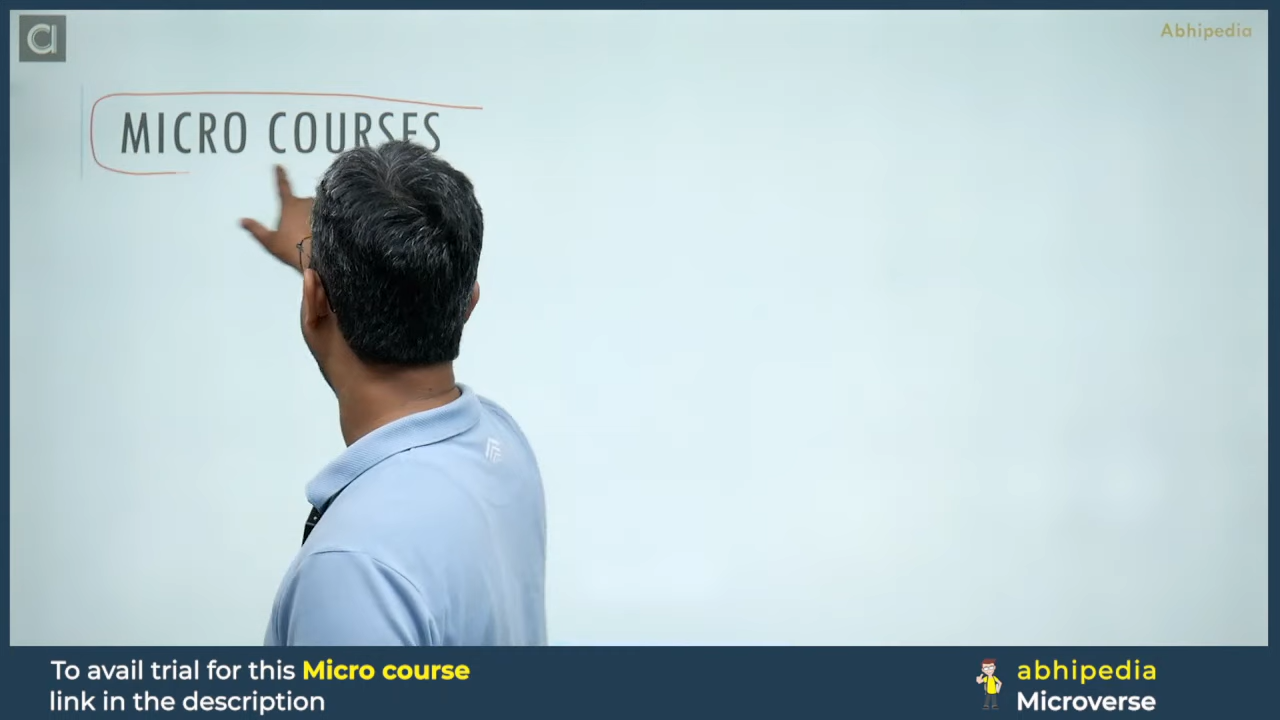 Abhipedia
MICRO COURSES
To avail trial for this Micro course
link in the description
abhipedia
Microverse